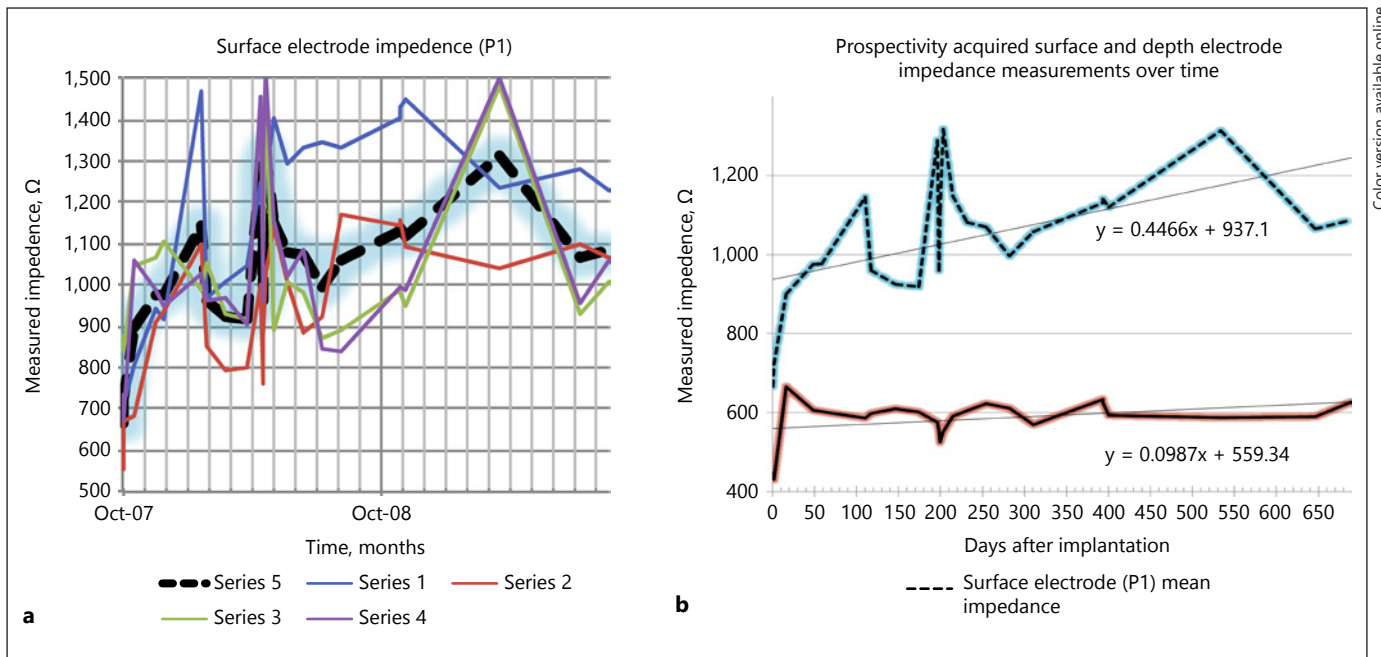 Surface electrode impedence (P1)
1,500
1,400
1,300
1,200
1,100
1,000
900
800
700
600
500
Measured impedence, Ω
Oct-07
Oct-08
Time, months
Series 5
Series 1
Series 2
Series 3
Series 4
a
Prospectivity acquired surface and depth electrode
impedance measurements over time
1,200
1,000
800
600
400
Measured impedance, Ω
y = 0.4466x + 937.1
y = 0.0987x + 559.34
0 50 100 150 200 250 300 350 400 450 500 550 600 650
Days after implantation
Surface electrode (P1) mean
impedance
b
Color version available online